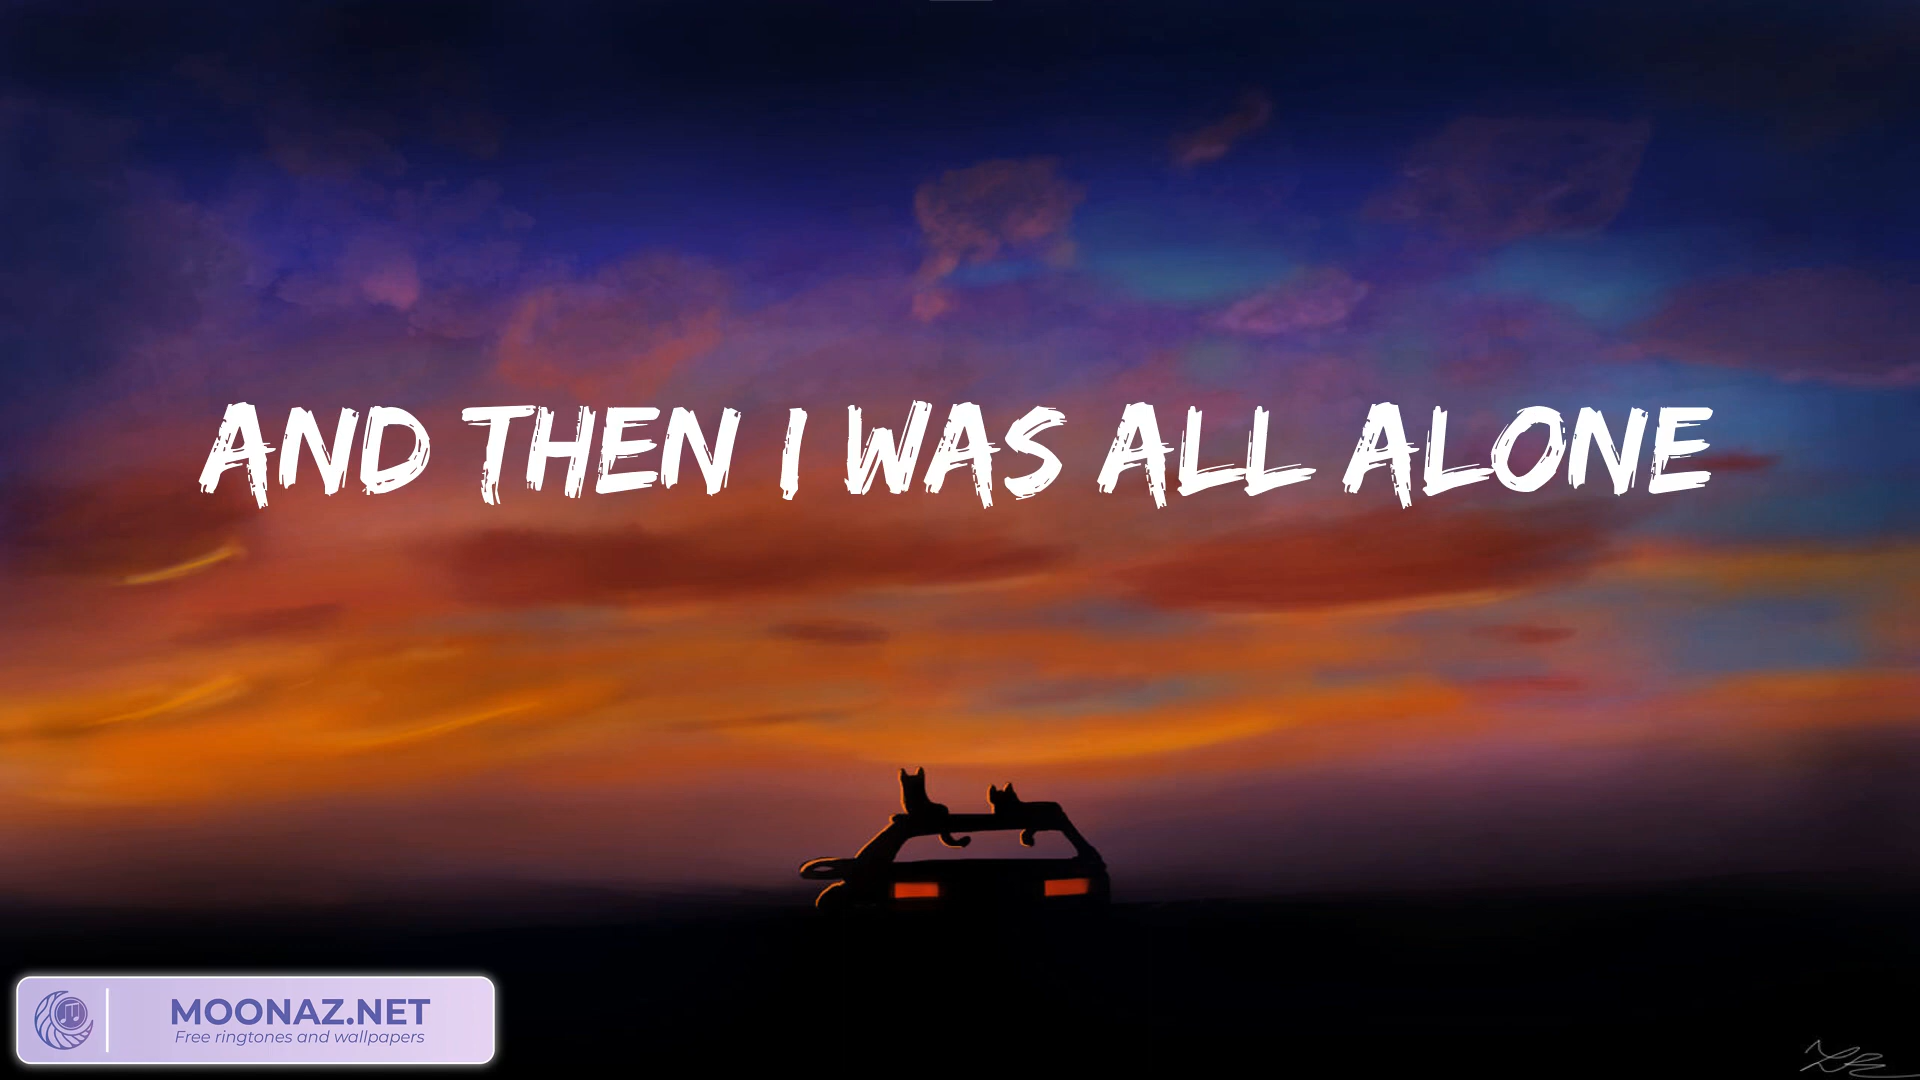 AND THEN I WAS ALL ALONE
MOONAZ.NET
Free ringtones and wallpapers